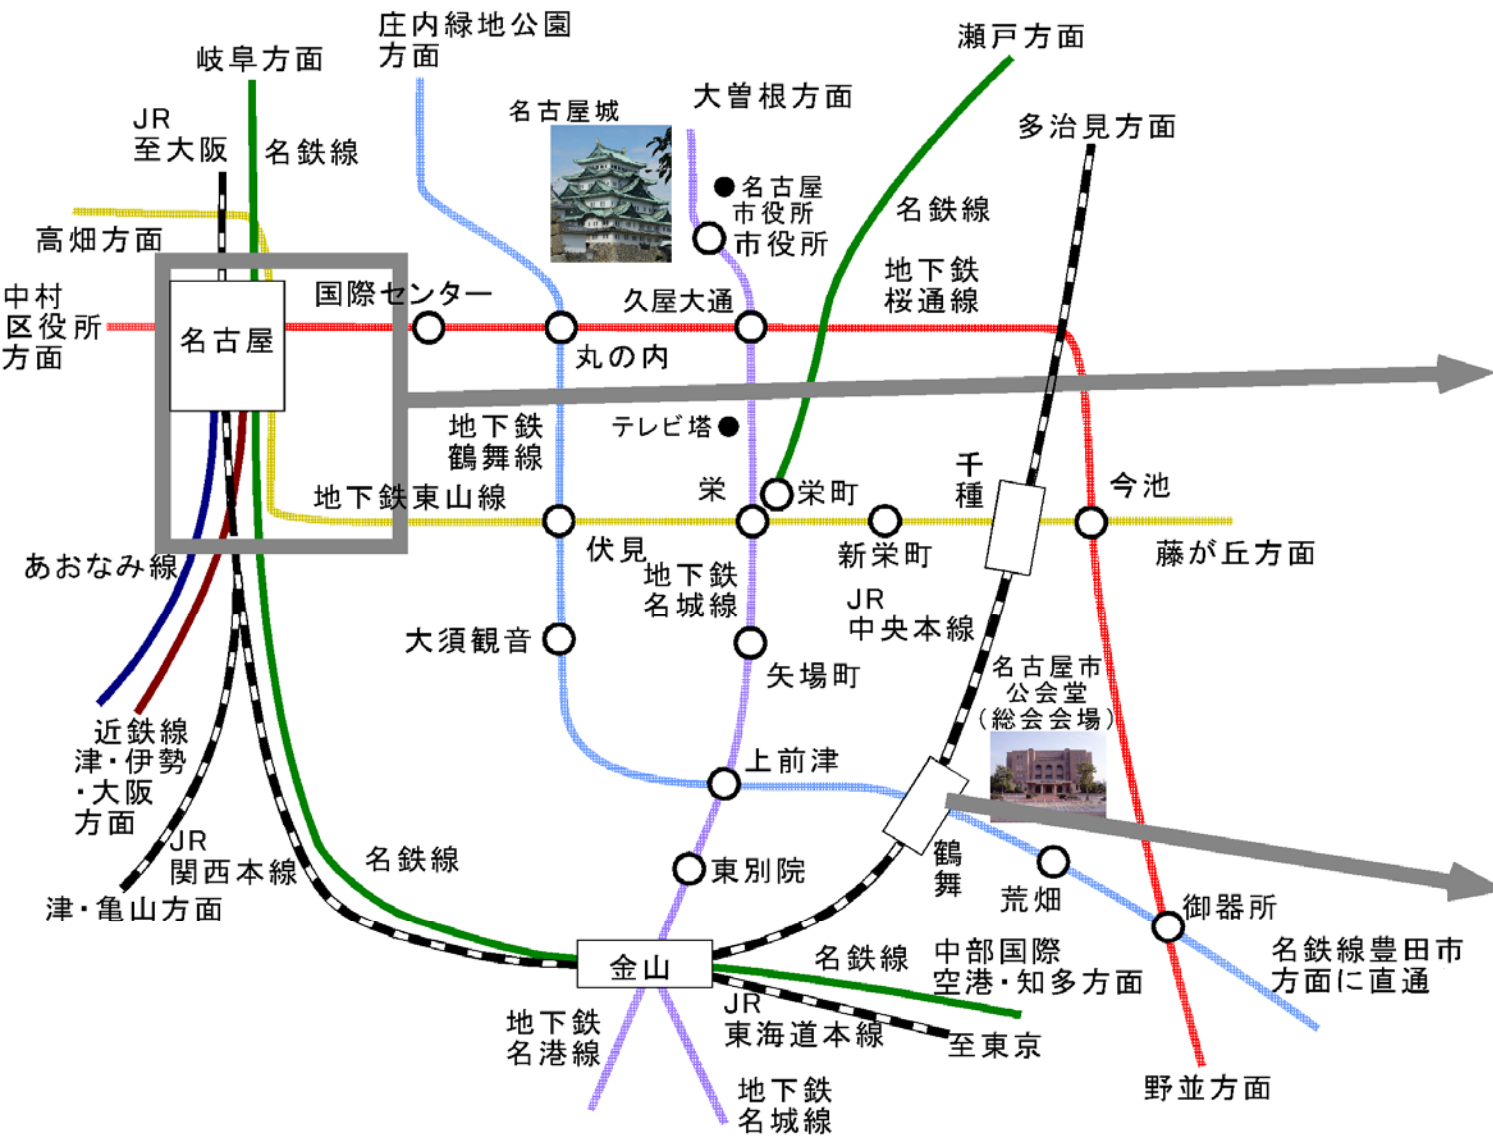 庄内緑地公園
方面
瀬戸方面
岐阜方面
大曽根方面
名古屋城
JR
至大阪
名鉄線
多治見方面
名古屋
市役所
市役所
名鉄線
高畑方面
地下鉄
桜通線
中村
区役所
方面
国際センター
久屋大通
名古屋
丸の内
地下鉄
鶴舞線
テレビ塔
千種
今池
栄
栄町
地下鉄東山線
伏見
新栄町
藤が丘方面
あおなみ線
地下鉄
名城線
JR
中央本線
大須観音
矢場町
名古屋市
公会堂
(総会会場)
近鉄線
津・伊勢
・大阪
方面
上前津
JR
関西本線
名鉄線
東別院
鶴舞
荒畑
津・亀山方面
御器所
金山
名鉄線
中部国際
空港・知多方面
名鉄線豊田市
方面に直通
JR
東海道本線
地下鉄
名港線
至東京
野並方面
地下鉄
名城線